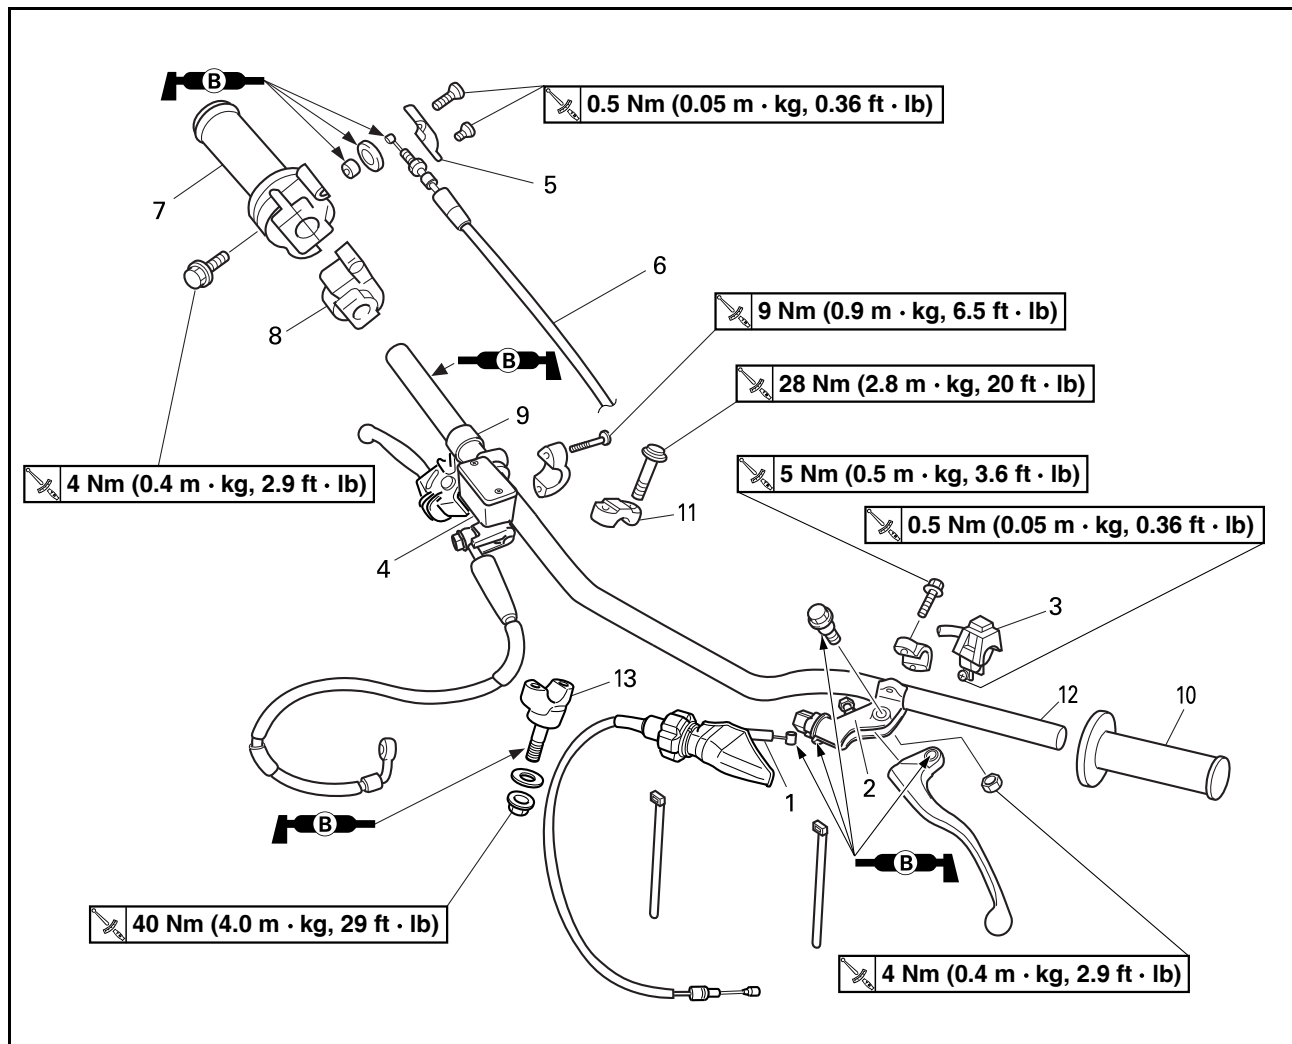 B
0.5 Nm (0.05 m · kg, 0.36 ft · lb)
5
7
6
8
9 Nm (0.9 m · kg, 6.5 ft · lb)
B
28 Nm (2.8 m · kg, 20 ft · lb)
9
4 Nm (0.4 m · kg, 2.9 ft · lb)
5 Nm (0.5 m · kg, 3.6 ft · lb)
11
0.5 Nm (0.05 m · kg, 0.36 ft · lb)
4
3
13
12
10
1
2
B
B
40 Nm (4.0 m · kg, 29 ft · lb)
4 Nm (0.4 m · kg, 2.9 ft · lb)